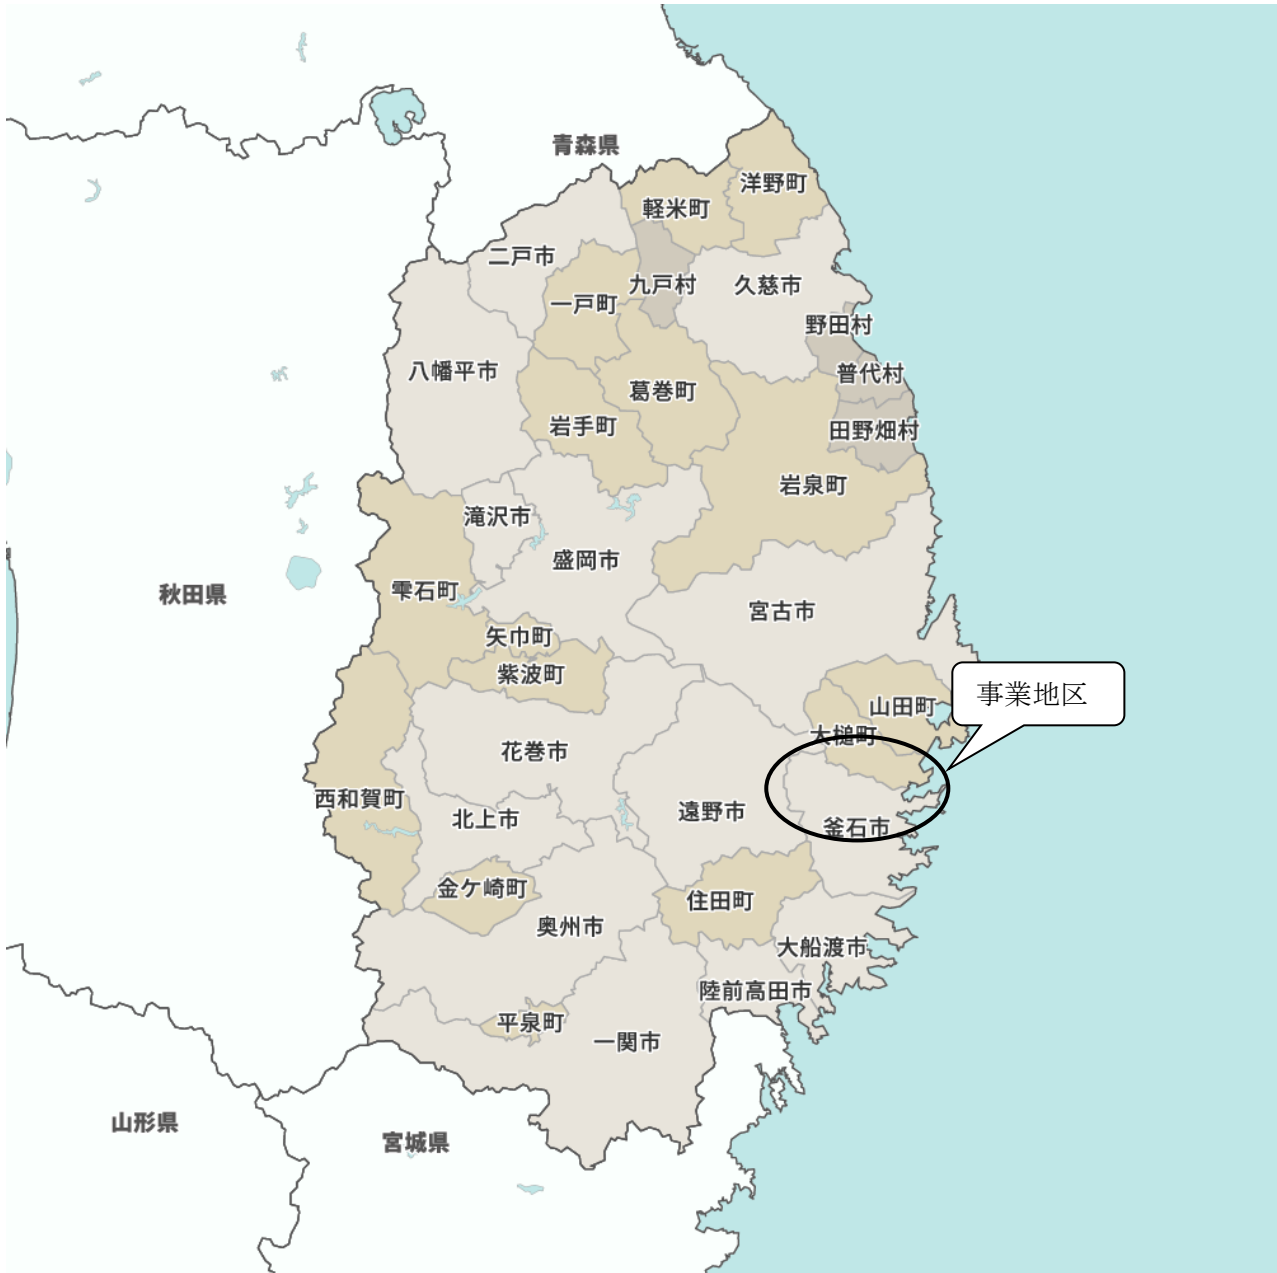 青森県
洋野町
軽米町
二戸市
九戸村
久慈市
一戸町
野田村
八幡平市
普代村
葛巻町
岩手町
田野畑村
岩泉町
滝沢市
盛岡市
秋田県
雫石町
宮古市
矢巾町
紫波町
事業地区
山田町
大槌町
花巻市
西和賀町
遠野市
北上市
釜石市
金ケ崎町
住田町
奥州市
大船渡市
陸前高田市
平泉町
一関市
山形県
宮城県